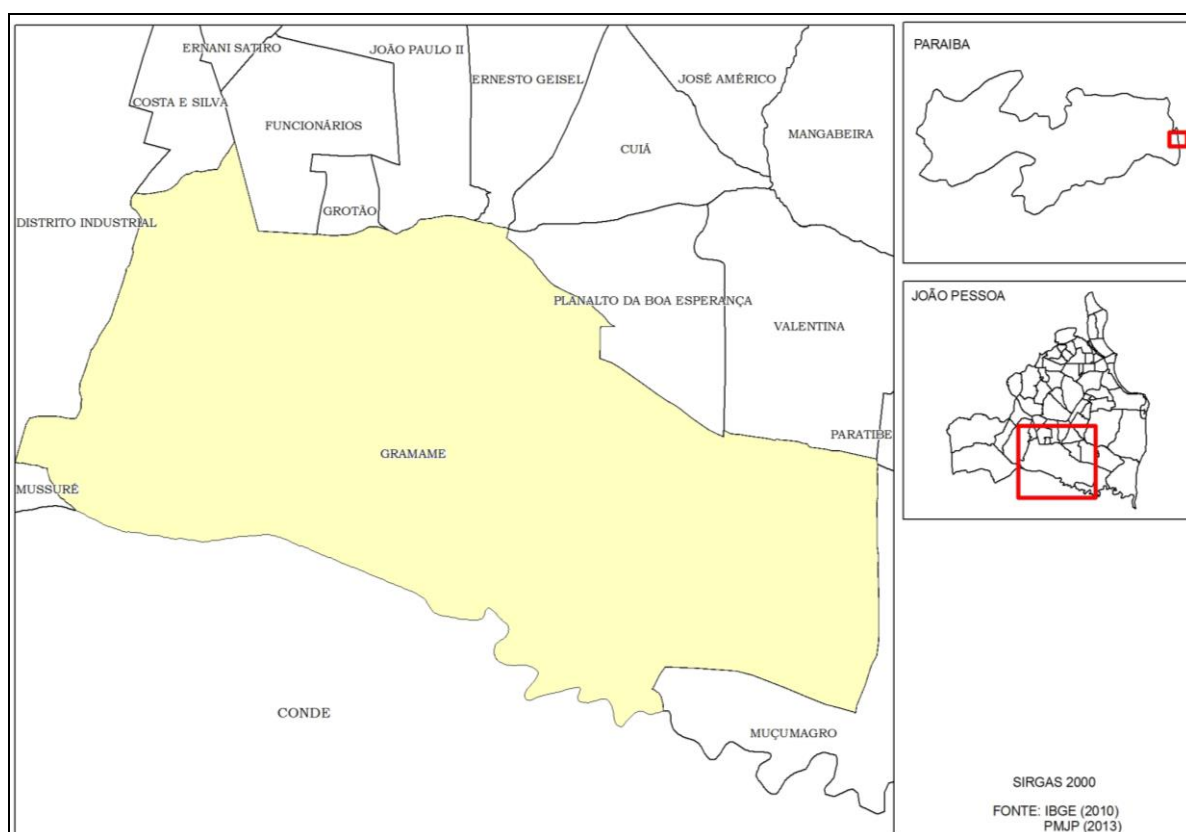 ERNANI SATIRO
JOÃO PAULO II
ERNESTO GEISEL
JOSÉ AMÉRICO
COSTA E SILVA
FUNCIONÁRIOS
MANGABEIRA
CUIÁ
GROTÃO
DISTRITO INDUSTRIAL
PLANALTO DA BOA ESPERANÇA
VALENTINA
PARATIBE
GRAMAME
MUSSURÉ
CONDE
MUÇUMAGRO
PARAIBA
JOÃO PESSOA
SIRGAS 2000
FONTE: IBGE (2010)
PMJP (2013)